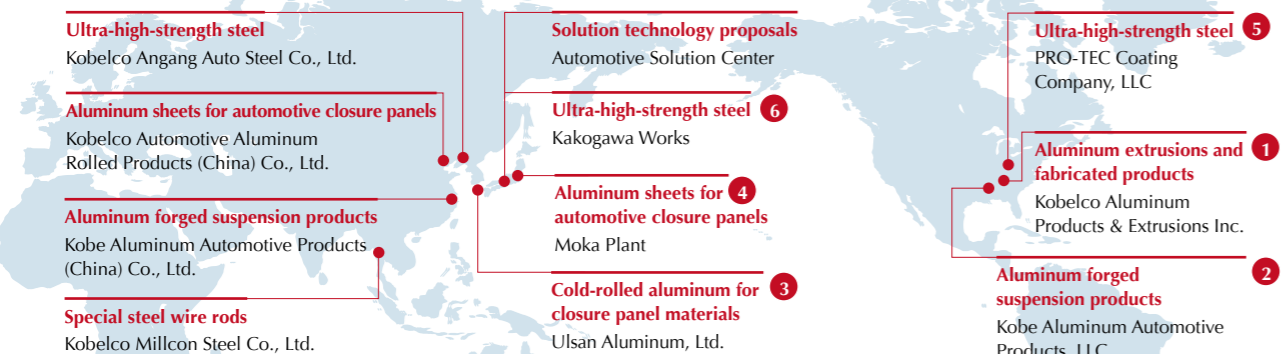 Ultra-high-strength steel
Kobelco Angang Auto Steel Co., Ltd.
Aluminum sheets for automotive closure panels
Kobelco Automotive Aluminum
Rolled Products (China) Co., Ltd.
Aluminum forged suspension products
Kobe Aluminum Automotive Products
(China) Co., Ltd.
Special steel wire rods
Kobelco Millcon Steel Co., Ltd.
Solution technology proposals
Automotive Solution Center
Ultra-high-strength steel 6
Kakogawa Works
Aluminum sheets for 4
automotive closure panels
Moka Plant
Cold-rolled aluminum for 3
closure panel materials
Ulsan Aluminum, Ltd.
Ultra-high-strength steel 5
PRO-TEC Coating
Company, LLC
Aluminum extrusions and 1
fabricated products
Kobelco Aluminum
Products & Extrusions Inc.
Aluminum forged 2
suspension products
Kobe Aluminum Automotive
Products, LLC